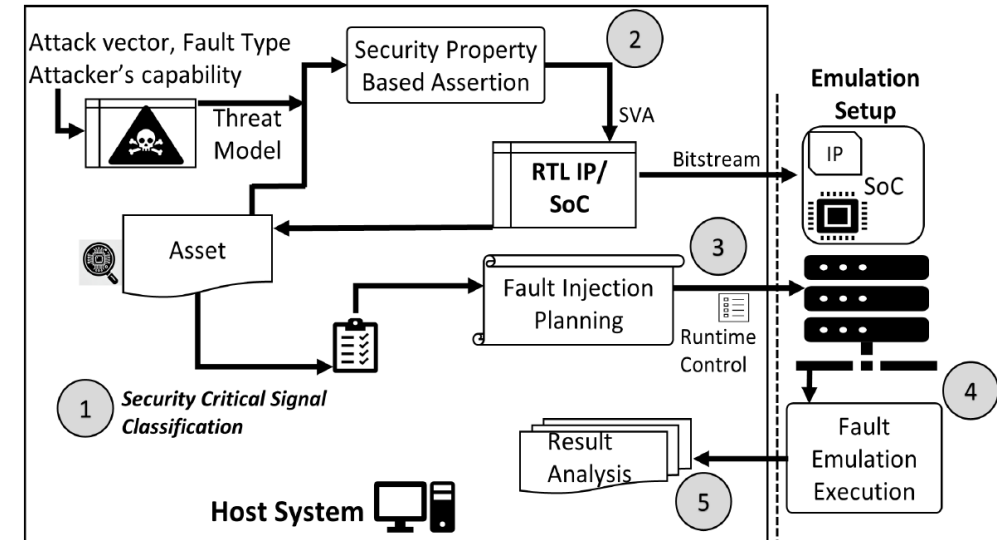 Attack vector, Fault Type
Attacker's capability
Threat
Model
Security Property
Based Assertion
2
SVA
Emulation
Setup
IP
SoC
RTL IP/
SoC
Bitstream
Asset
3
Fault Injection
Planning
Runtime
Control
1
Security Critical Signal
Classification
4
Fault
Emulation
Execution
Result
Analysis
5
Host System